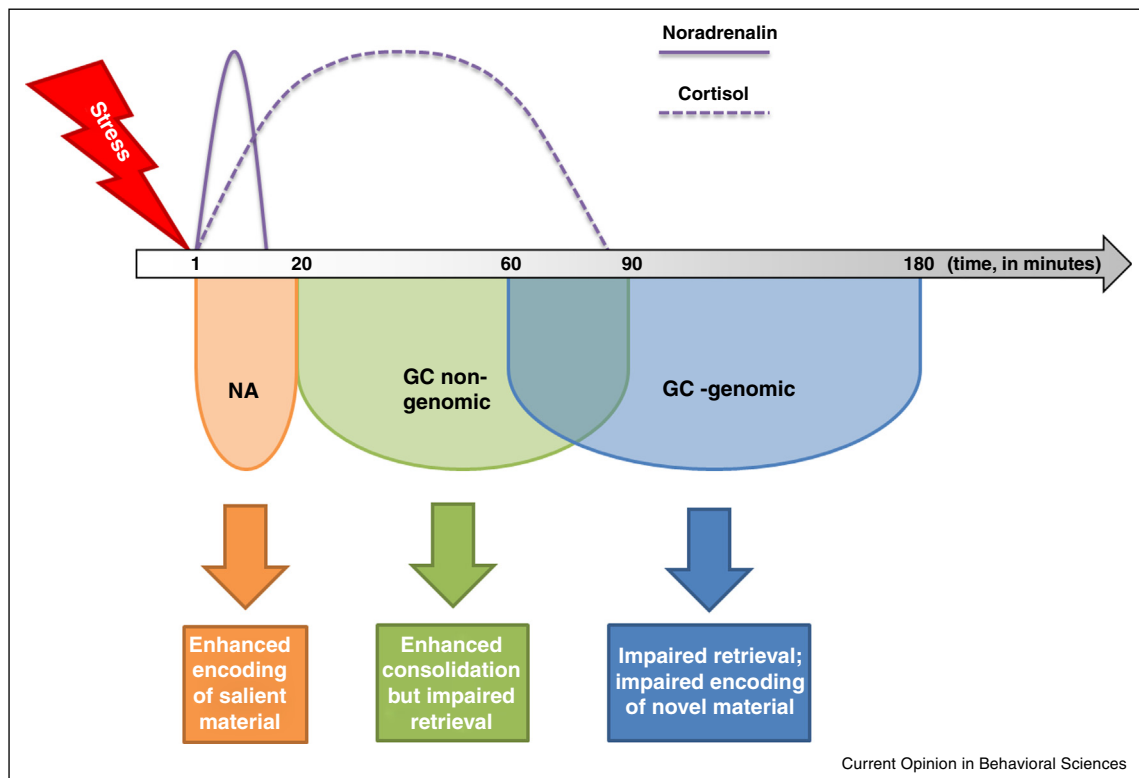 Noradrenalin
Cortisol
Stress
1
20
60
90
180 (time, in minutes)
NA
GC non-
genomic
GC -genomic
Enhanced
encoding
of salient
material
Enhanced
consolidation
but impaired
retrieval
Impaired retrieval;
impaired encoding
of novel material
Current Opinion in Behavioral Sciences